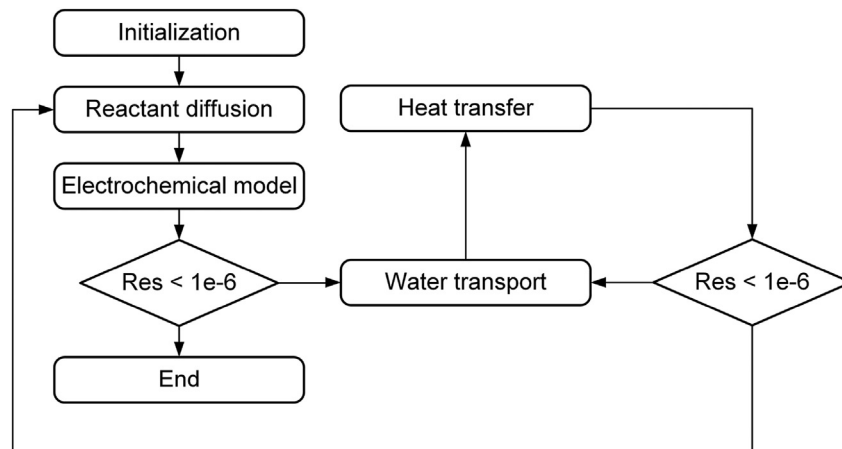 Initialization
Reactant diffusion
Heat transfer
Electrochemical model
Res < 1e-6
Water transport
Res < 1e-6
End